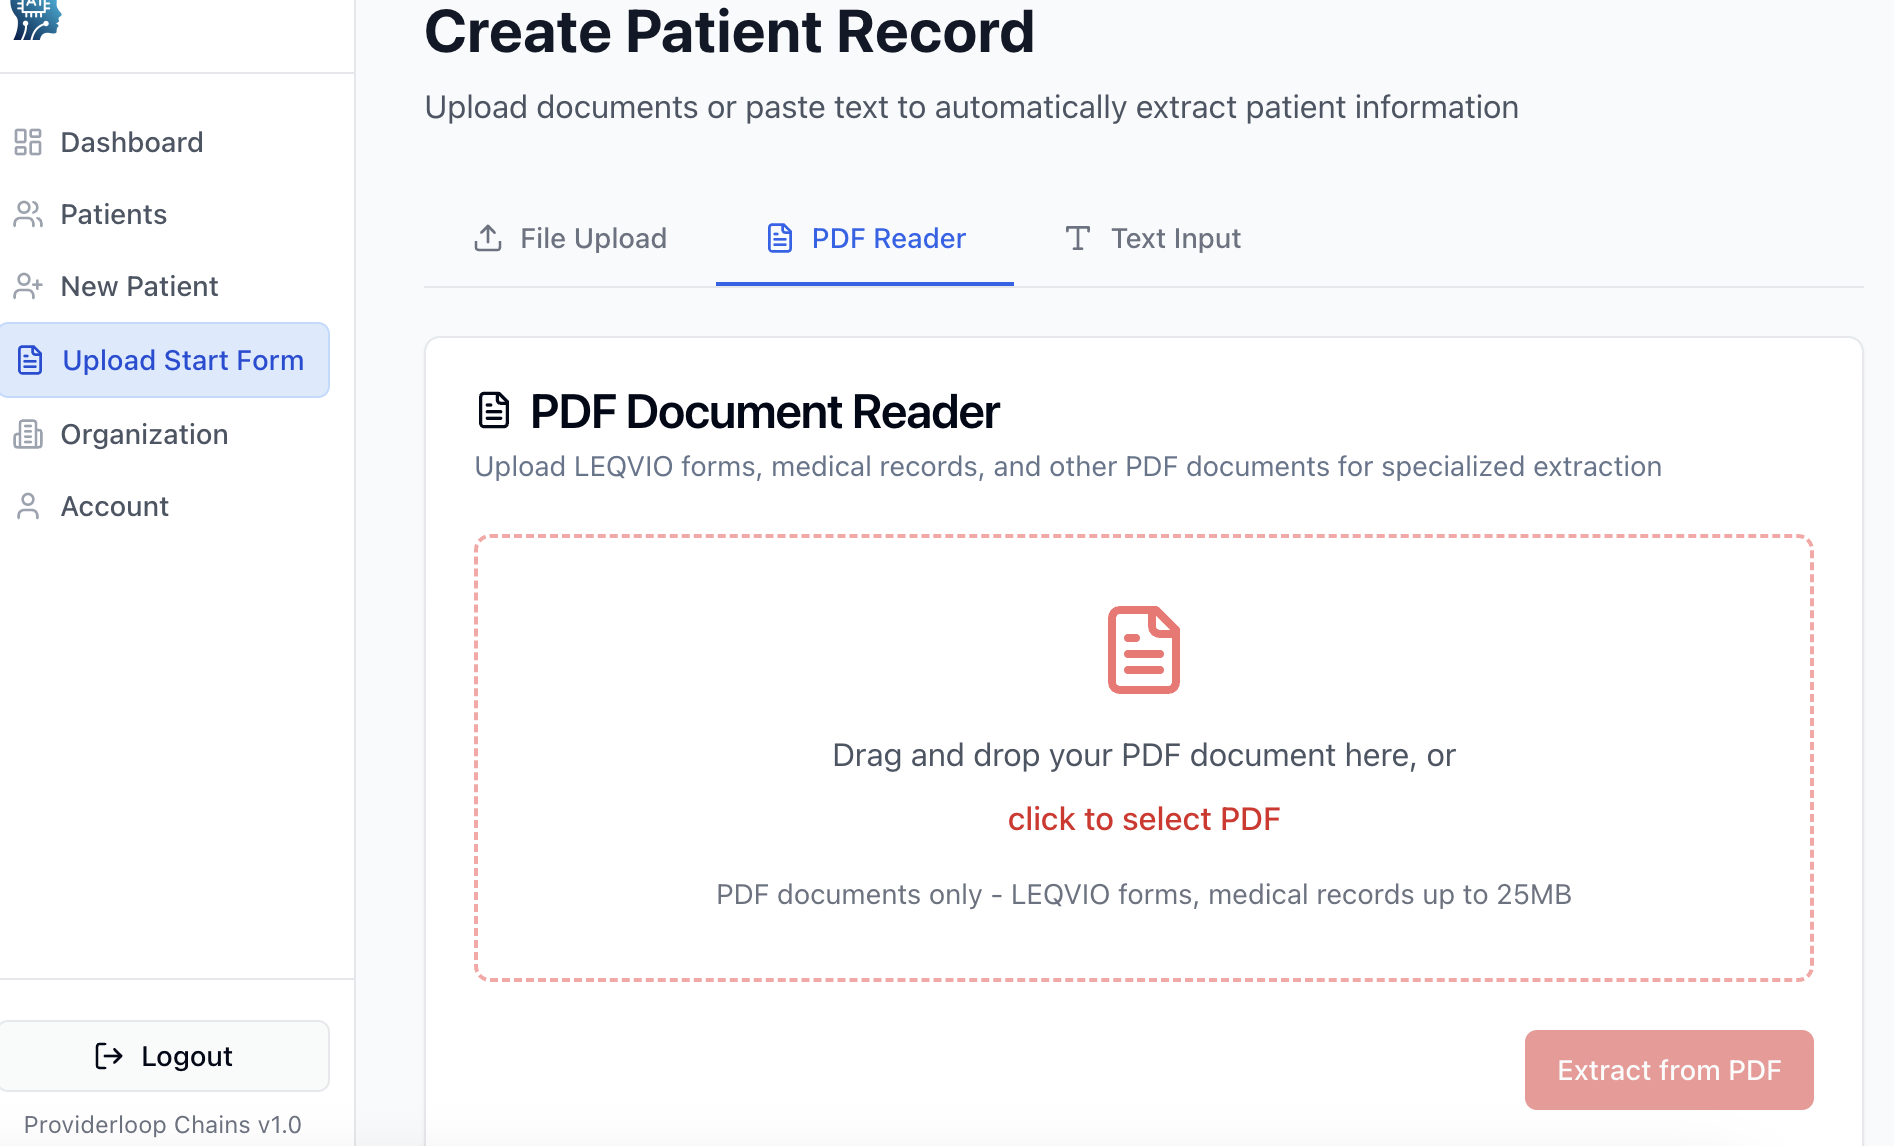 AI
Dashboard
Patients
New Patient
Upload Start Form
Organization
Account
Logout
Providerloop Chains v1.0
Create Patient Record
Upload documents or paste text to automatically extract patient information
File Upload
PDF Reader
Text Input
PDF Document Reader
Upload LEQVIO forms, medical records, and other PDF documents for specialized extraction
Drag and drop your PDF document here, or
click to select PDF
PDF documents only - LEQVIO forms, medical records up to 25MB
Extract from PDF